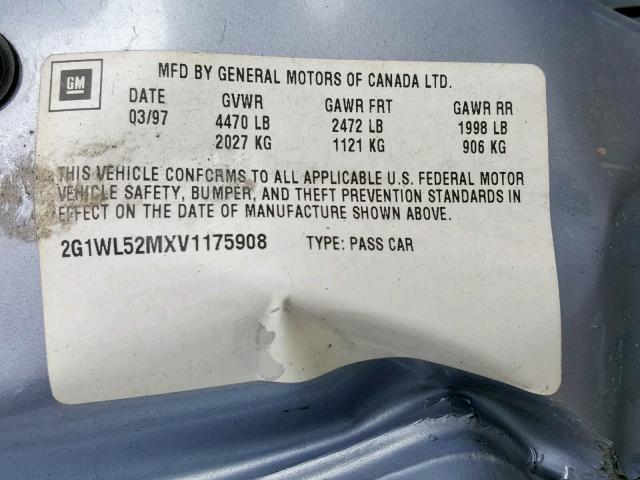 GM
MFD BY GENERAL MOTORS OF CANADA LTD.
DATE GVWR GAWR FRT GAWR RR
03/97 4470 LB 2472 LB 1998 LB
2027 KG 1121 KG 906 KG
THIS VEHICLE CONFORMS TO ALL APPLICABLE U.S. FEDERAL MOTOR
VEHICLE SAFETY, BUMPER, AND THEFT PREVENTION STANDARDS IN
EFFECT ON THE DATE OF MANUFACTURE SHOWN ABOVE.
2G1WL52MXV1175908 TYPE: PASS CAR